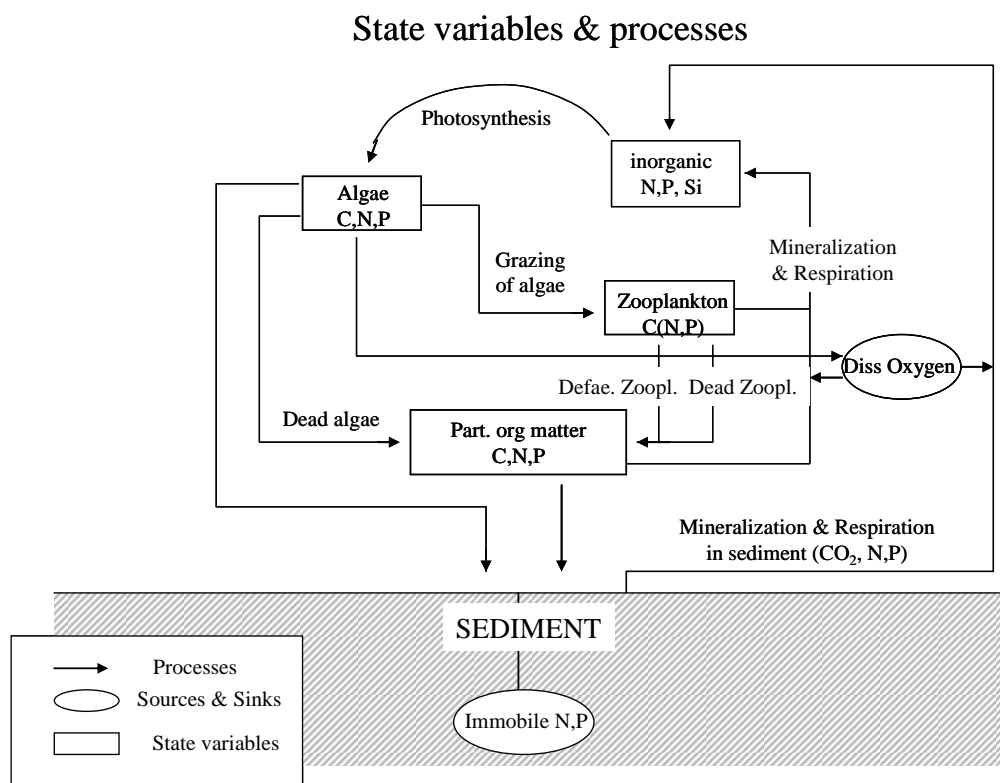 State variables & processes
Photosynthesis
inorganic
N,P, Si
Algae
C,N,P
Mineralization
& Respiration
Grazing
of algae
Zooplankton
C(N,P)
Diss Oxygen
Defae. Zoopl.
Dead Zoopl.
Dead algae
Part. org matter
C,N,P
Mineralization & Respiration
in sediment (CO₂, N,P)
SEDIMENT
Processes
Sources & Sinks
State variables
Immobile N,P